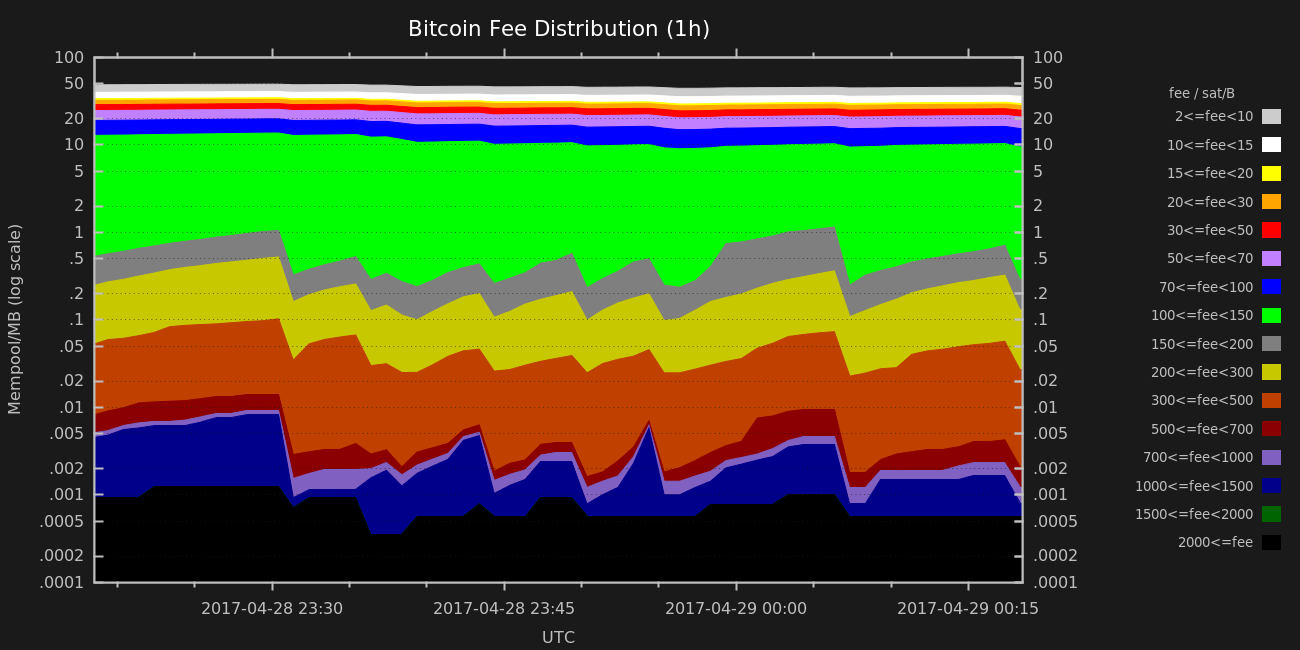 Bitcoin Fee Distribution (1h)
100
50
20
10
5
2
1
.5
.2
.1
.05
.02
.01
.005
.002
.001
.0005
.0002
.0001
Mempool/MB (log scale)
100
50
20
10
5
2
1
.5
.2
.1
.05
.02
.01
.005
.002
.001
.0005
.0002
.0001
fee / sat/B
2<=fee<10
10<=fee<15
15<=fee<20
20<=fee<30
30<=fee<50
50<=fee<70
70<=fee<100
100<=fee<150
150<=fee<200
200<=fee<300
300<=fee<500
500<=fee<700
700<=fee<1000
1000<=fee<1500
1500<=fee<2000
2000<=fee
2017-04-28 23:30 2017-04-28 23:45 2017-04-29 00:00 2017-04-29 00:15
UTC